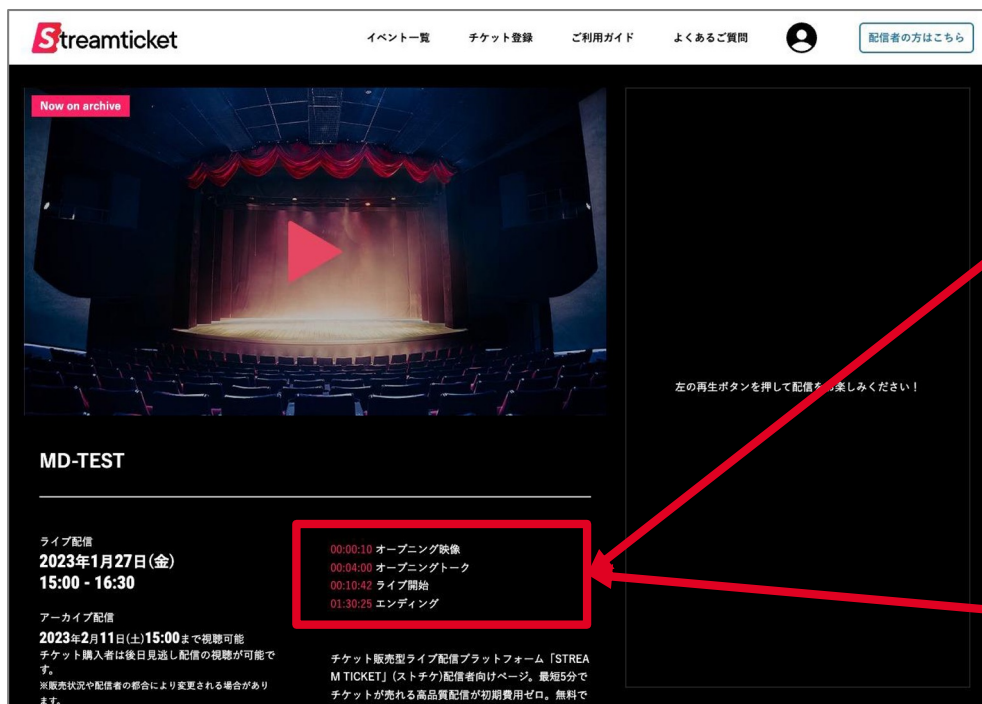 Streamticket
イベント一覧
チケット登録
ご利用ガイド
よくあるご質問
配信者の方はこちら
Now on archive
左の再生ボタンを押して配信を 楽しみください！
MD-TEST
ライブ配信
2023年1月27日(金)
15:00 - 16:30
アーカイブ配信
2023年2月11日(土)15:00まで視聴可能
チケット購入者は後日見逃し配信の視聴が可能で
す。
※販売状況や配信者の都合により変更される場合があり
ます。
00:00:10 オープニング映像
00:04:00 オープニングトーク
00:10:42 ライブ開始
01:30:25 エンディング
チケット販売型ライブ配信プラットフォーム「STREA
M TICKET」(ストチケ)配信者向けページ。最短5分で
チケットが売れる高品質配信が初期費用ゼロ。無料で